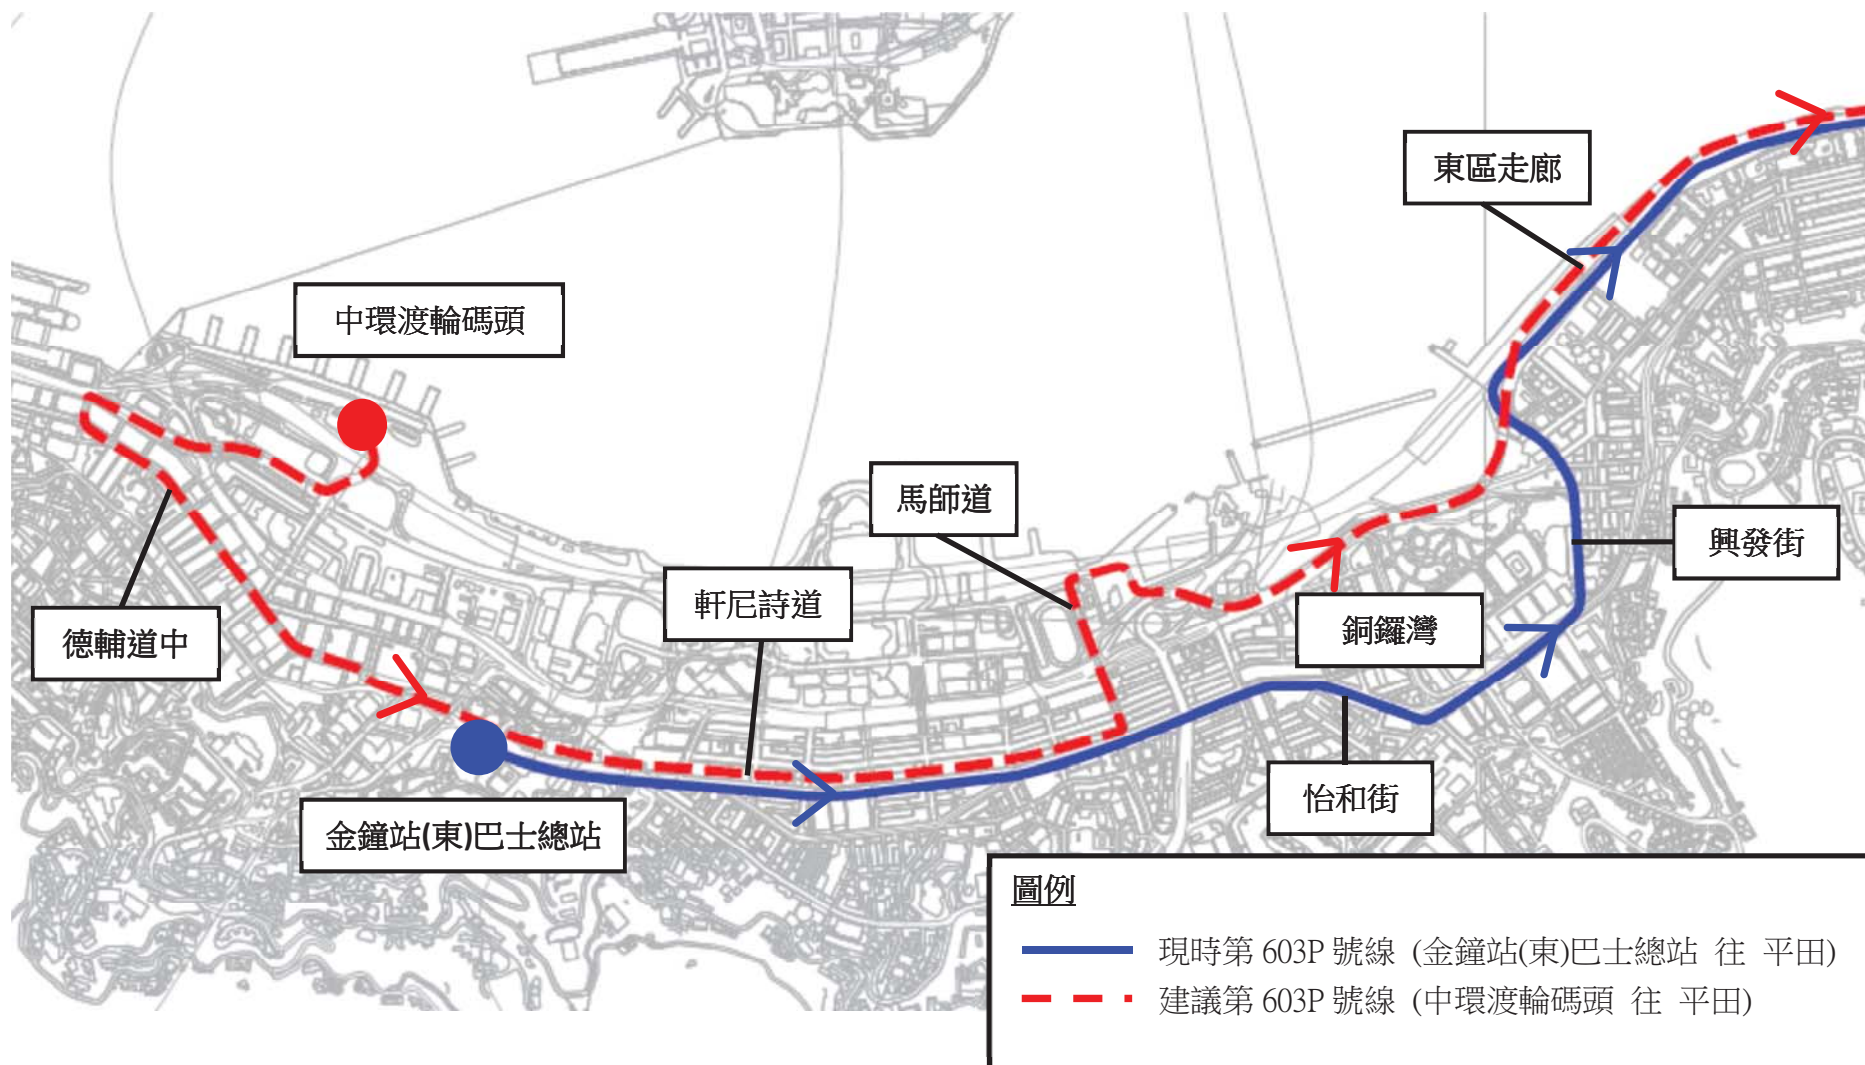 東區走廊
中環渡輪碼頭
馬師道
興發街
軒尼詩道
德輔道中
銅鑼灣
怡和街
金鐘站(東)巴士總站
圖例
現時第 603P 號線 (金鐘站(東)巴士總站 往 平田)
建議第 603P 號線 (中環渡輪碼頭 往 平田)